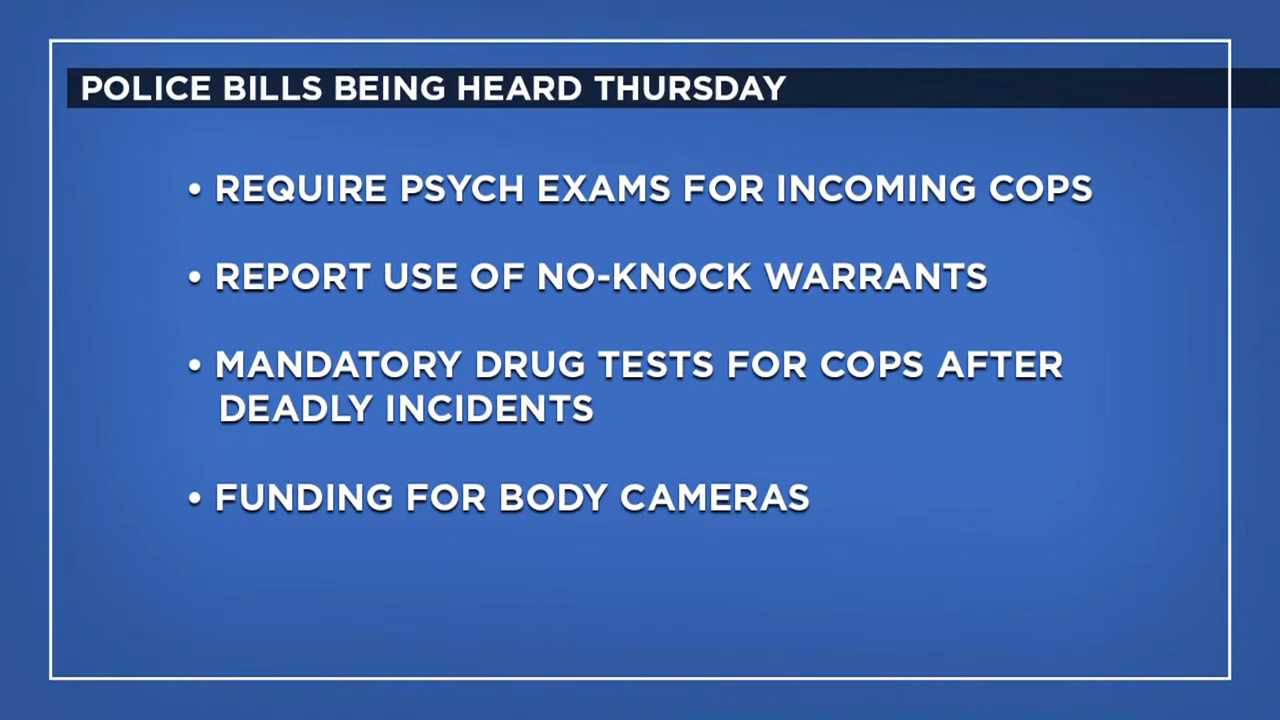 POLICE BILLS BEING HEARD THURSDAY
• REQUIRE PSYCH EXAMS FOR INCOMING COPS
• REPORT USE OF NO-KNOCK WARRANTS
• MANDATORY DRUG TESTS FOR COPS AFTER
DEADLY INCIDENTS
• FUNDING FOR BODY CAMERAS